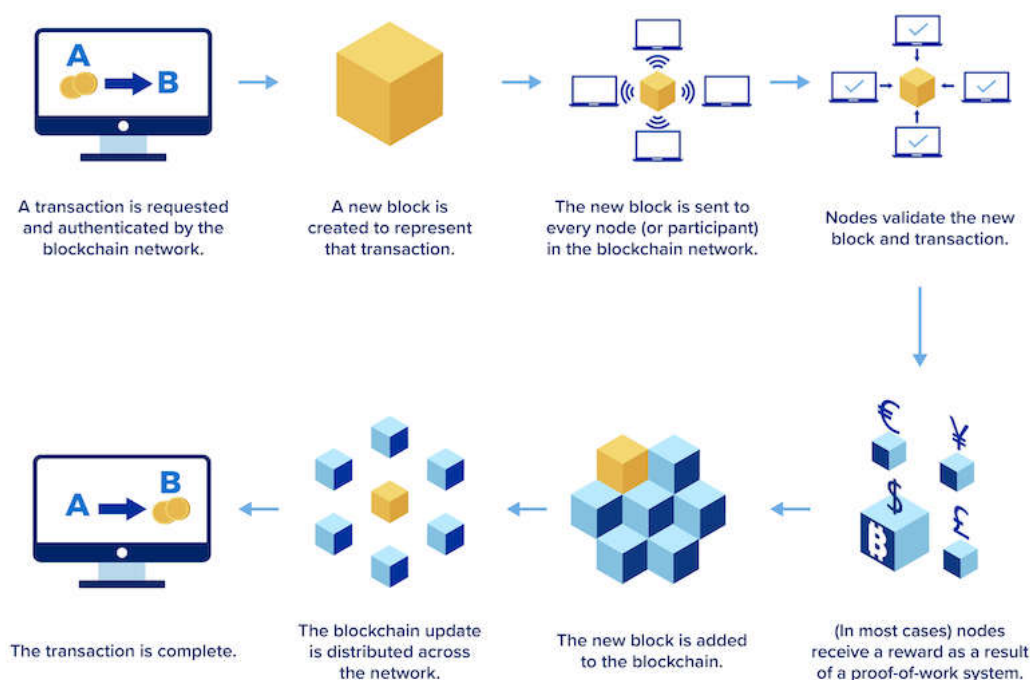 A
B
A transaction is requested
and authenticated by the
blockchain network.
A new block is
created to represent
that transaction.
The new block is sent to
every node (or participant)
in the blockchain network.
Nodes validate the new
block and transaction.
€
¥
$
£
₿
(In most cases) nodes
receive a reward as a result
of a proof-of-work system.
The new block is added
to the blockchain.
The blockchain update
is distributed across
the network.
A
B
The transaction is complete.